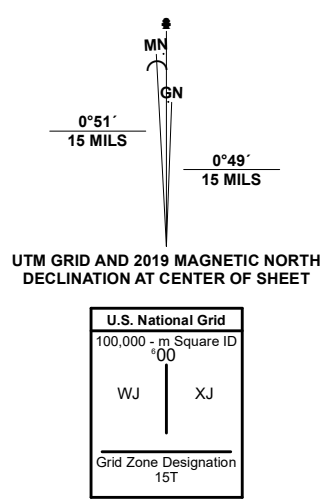 MN
GN
0°51´
15 MILS
0°49´
15 MILS
UTM GRID AND 2019 MAGNETIC NORTH
DECLINATION AT CENTER OF SHEET
U.S. National Grid
100,000 - m Square ID
⁶00
WJ XJ
Grid Zone Designation
15T